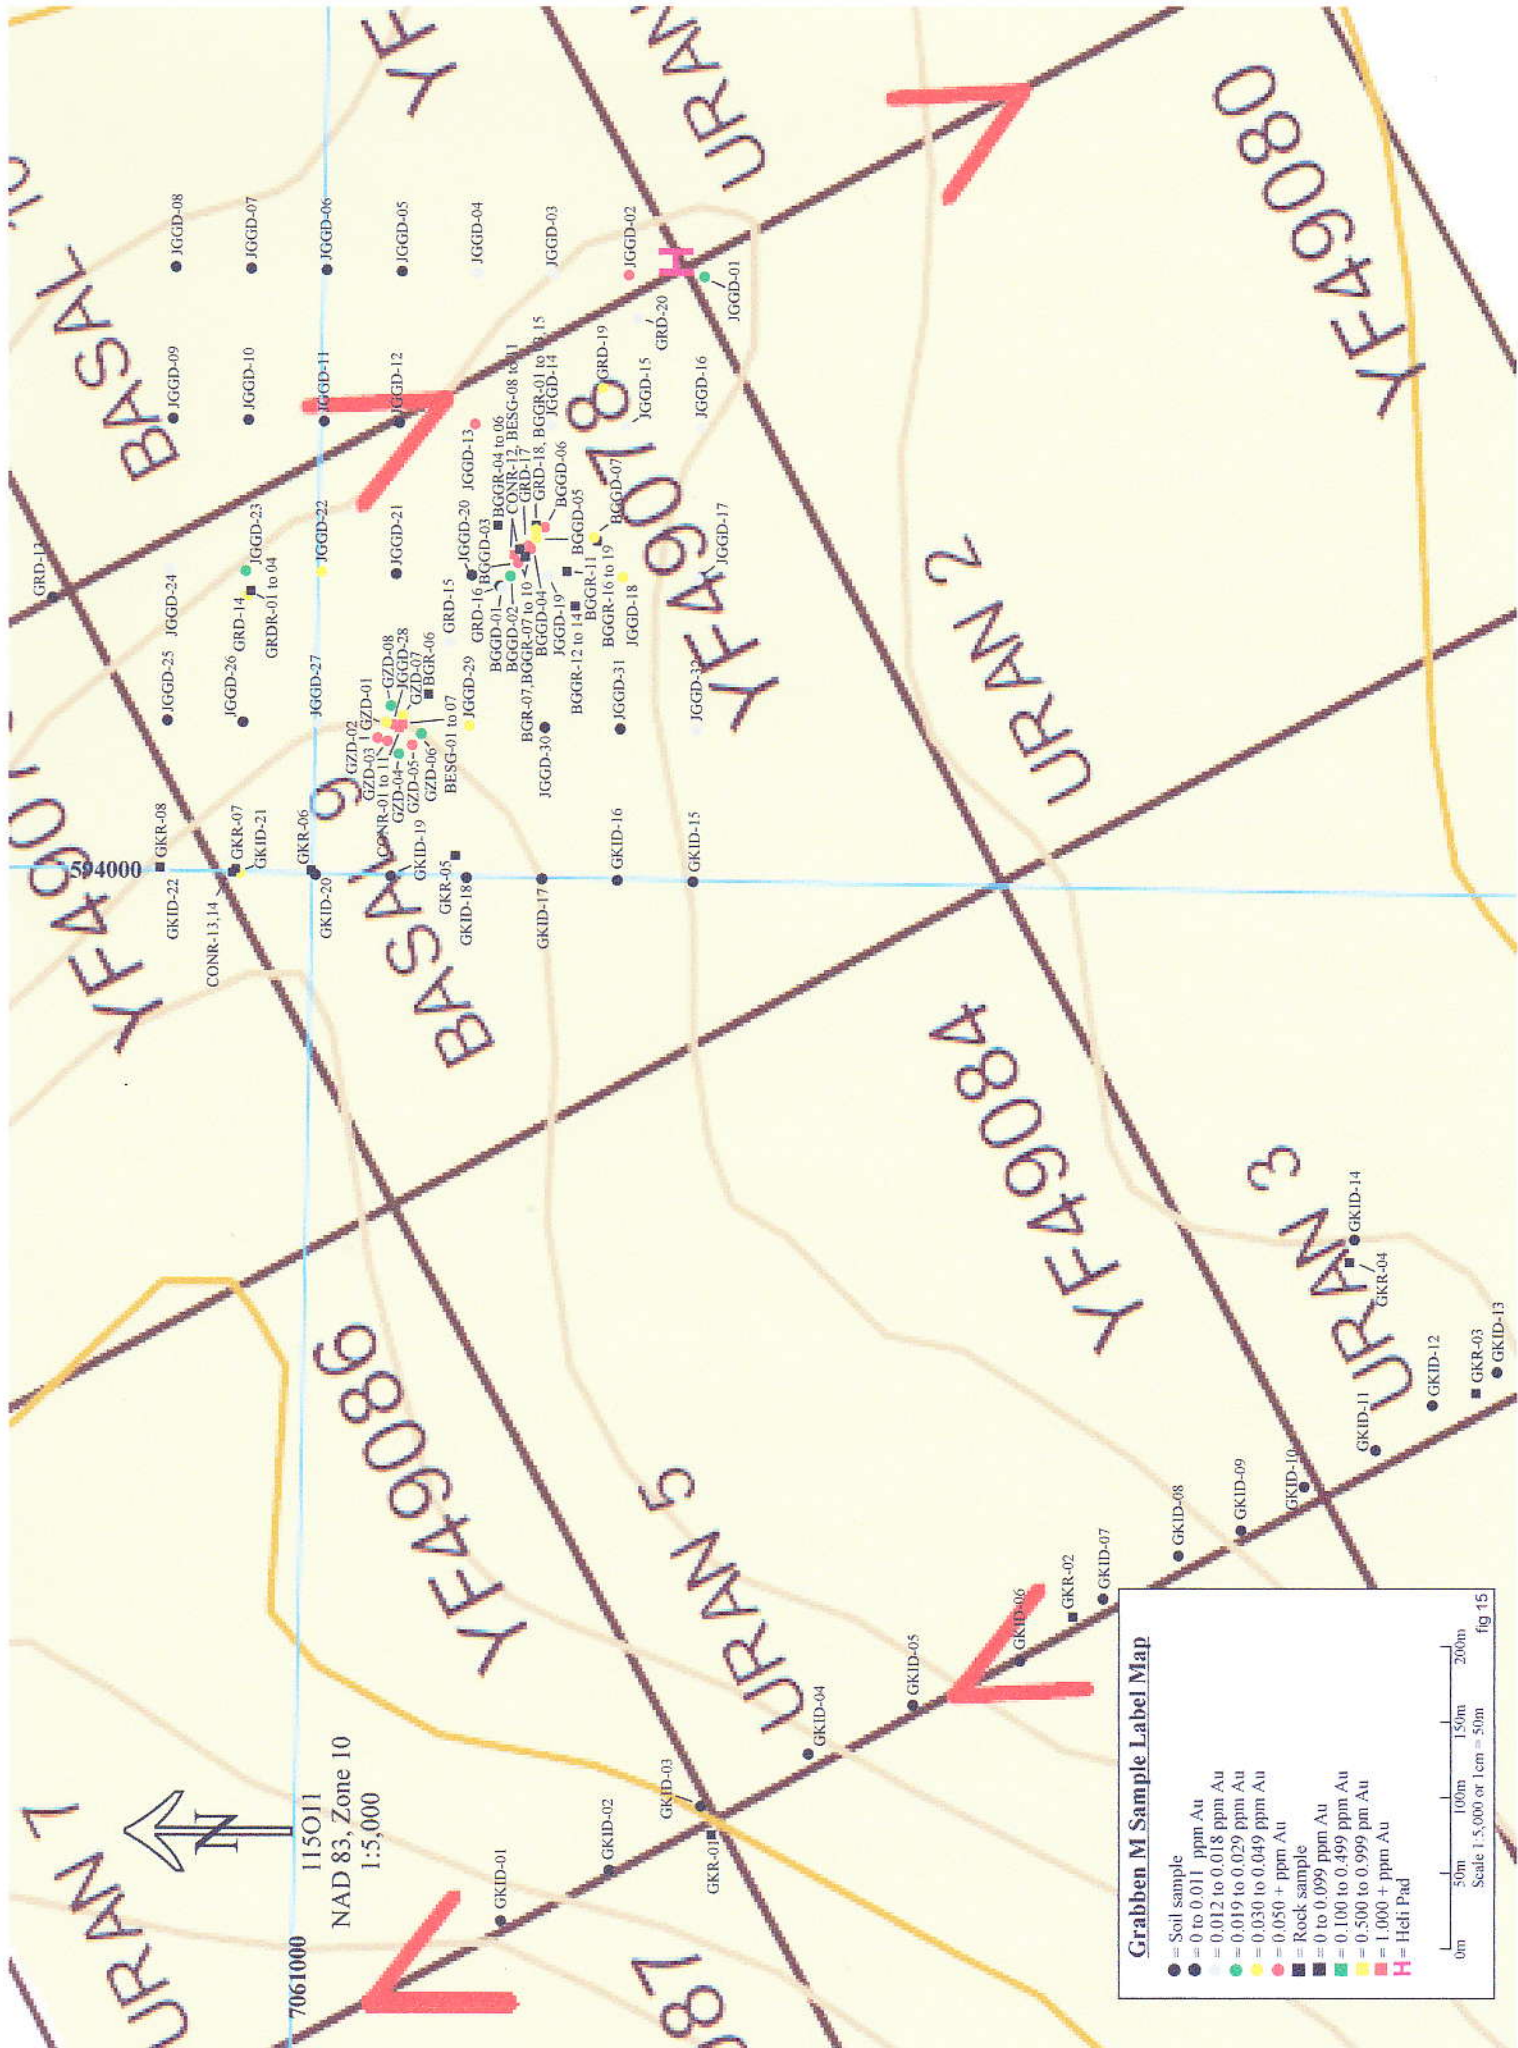 Grabben M Sample Label Map
= Soil sample
= 0 to 0.011 ppm Au
= 0.012 to 0.018 ppm Au
= 0.019 to 0.029 ppm Au
= 0.030 to 0.049 ppm Au
= 0.050 + ppm Au
= Rock sample
= 0 to 0.099 ppm Au
= 0.100 to 0.499 ppm Au
= 0.500 to 0.999 pm Au
= 1.000 + ppm Au
H = Heli Pad
0m 50m 100m 150m 200m
Scale 1:5,000 or 1cm = 50m
fig 15
N
115O11
NAD 83, Zone 10
1:5,000
7061000
594000
URAN 7
087
YF49086
URAN 5
YF49084
URAN 3
YF4901
BASAL 9
YF49078
URAN 2
BASAL 10
YF
URAN
YF49080
H
GKID-01
GKID-02
GKID-03
GKR-01
GKID-04
GKID-05
GKID-06
GKR-02
GKID-07
GKID-08
GKID-09
GKID-10
GKID-11
GKID-12
GKR-03
GKID-13
GKR-04
GKID-14
GKID-15
GKID-16
GKID-17
GKID-18
GKR-05
GKID-19
GKID-20
GKR-06
GKID-21
GKR-07
CONR-13,14
GKID-22
GKR-08
JGGD-25
JGGD-26
JGGD-27
GZD-01
GZD-02
GZD-03
CONR-01 to 11
GZD-04
GZD-05
GZD-06
BESG-01 to 07
GZD-08
JGGD-28
GZD-07
BGR-06
JGGD-29
JGGD-30
JGGD-31
JGGD-32
GRD-13
JGGD-24
JGGD-23
GRD-14
GRDR-01 to 04
JGGD-22
JGGD-21
JGGD-20
GRD-15
GRD-16
BGGD-03
BGGD-01
BGGD-02
BGR-07,BGGR-07 to 10
BGGD-04
JGGD-19
BGGR-12 to 14
BGGR-11
BGGR-16 to 19
JGGD-18
JGGD-17
BGGR-04 to 06
CONR-12, BESG-08 to 11
GRD-17
GRD-18, BGGR-01 to 03,15
BGGD-06
BGGD-05
BGGD-07
JGGD-09
JGGD-10
JGGD-11
JGGD-12
JGGD-13
JGGD-14
GRD-19
JGGD-15
JGGD-16
JGGD-08
JGGD-07
JGGD-06
JGGD-05
JGGD-04
JGGD-03
JGGD-02
GRD-20
JGGD-01